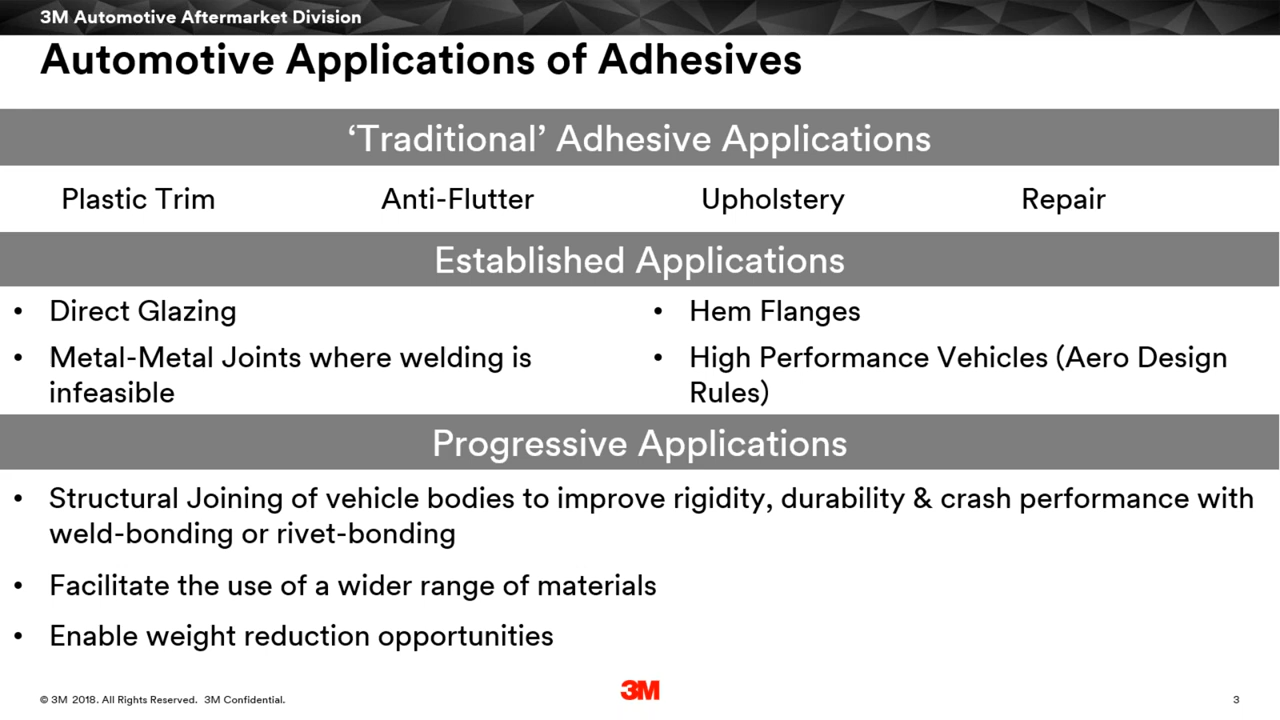 3M Automotive Aftermarket Division
Automotive Applications of Adhesives
‘Traditional’ Adhesive Applications
Plastic Trim
Anti-Flutter
Upholstery
Repair
Established Applications
• Direct Glazing
• Metal-Metal Joints where welding is
infeasible
• Hem Flanges
• High Performance Vehicles (Aero Design
Rules)
Progressive Applications
• Structural Joining of vehicle bodies to improve rigidity, durability & crash performance with
weld-bonding or rivet-bonding
• Facilitate the use of a wider range of materials
• Enable weight reduction opportunities
© 3M 2018. All Rights Reserved. 3M Confidential.
3M
3